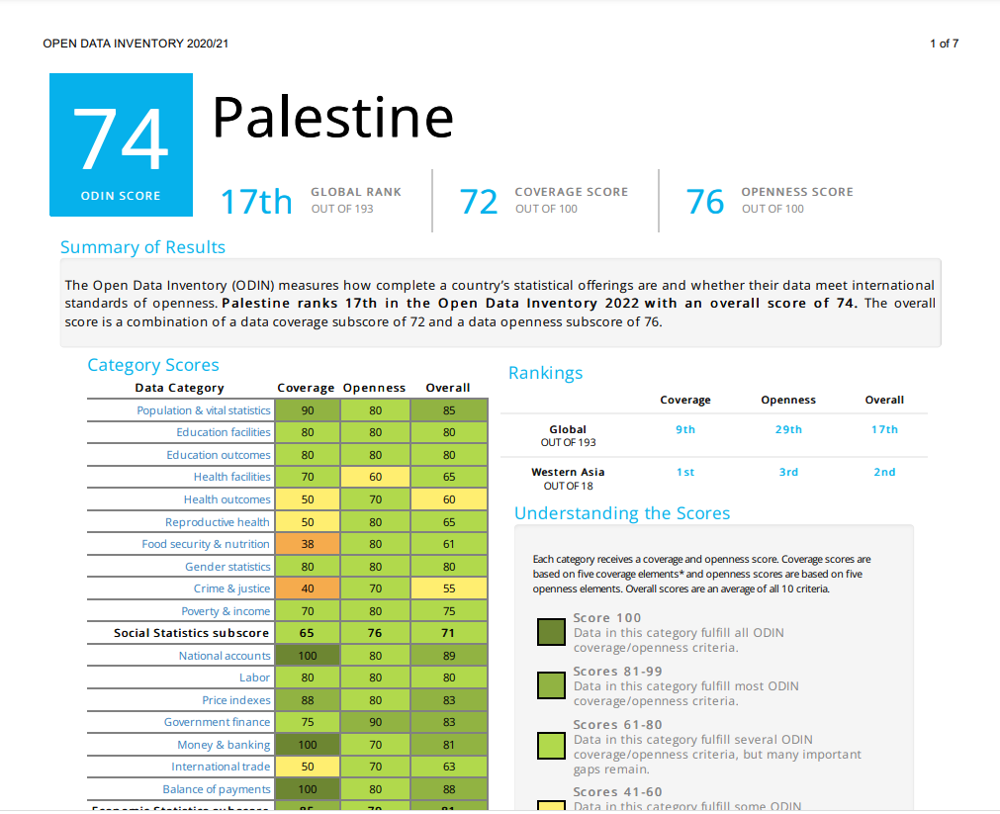 OPEN DATA INVENTORY 2020/21
1 of 7
74
ODIN SCORE
Palestine
17th GLOBAL RANK OUT OF 193
72 COVERAGE SCORE OUT OF 100
76 OPENNESS SCORE OUT OF 100
Summary of Results
The Open Data Inventory (ODIN) measures how complete a country's statistical offerings are and whether their data meet international
standards of openness. Palestine ranks 17th in the Open Data Inventory 2022 with an overall score of 74. The overall
score is a combination of a data coverage subscore of 72 and a data openness subscore of 76.
Category Scores
Data Category Coverage Openness Overall
Population & vital statistics 90 80 85
Education facilities 80 80 80
Education outcomes 80 80 80
Health facilities 70 60 65
Health outcomes 50 70 60
Reproductive health 50 80 65
Food security & nutrition 38 80 61
Gender statistics 80 80 80
Crime & justice 40 70 55
Poverty & income 70 80 75
Social Statistics subscore 65 76 71
National accounts 100 80 89
Labor 80 80 80
Price indexes 88 80 83
Government finance 75 90 83
Money & banking 100 70 81
International trade 50 70 63
Balance of payments 100 80 88
Economic Statistics subscore 85 79 81
Rankings
Coverage Openness Overall
Global 9th 29th 17th
OUT OF 193
Western Asia 1st 3rd 2nd
OUT OF 18
Understanding the Scores
Each category receives a coverage and openness score. Coverage scores are
based on five coverage elements* and openness scores are based on five
openness elements. Overall scores are an average of all 10 criteria.
Score 100
Data in this category fulfill all ODIN
coverage/openness criteria.
Scores 81-99
Data in this category fulfill most ODIN
coverage/openness criteria.
Scores 61-80
Data in this category fulfill several ODIN
coverage/openness criteria, but many important
gaps remain.
Scores 41-60
Data in this category fulfill some ODIN